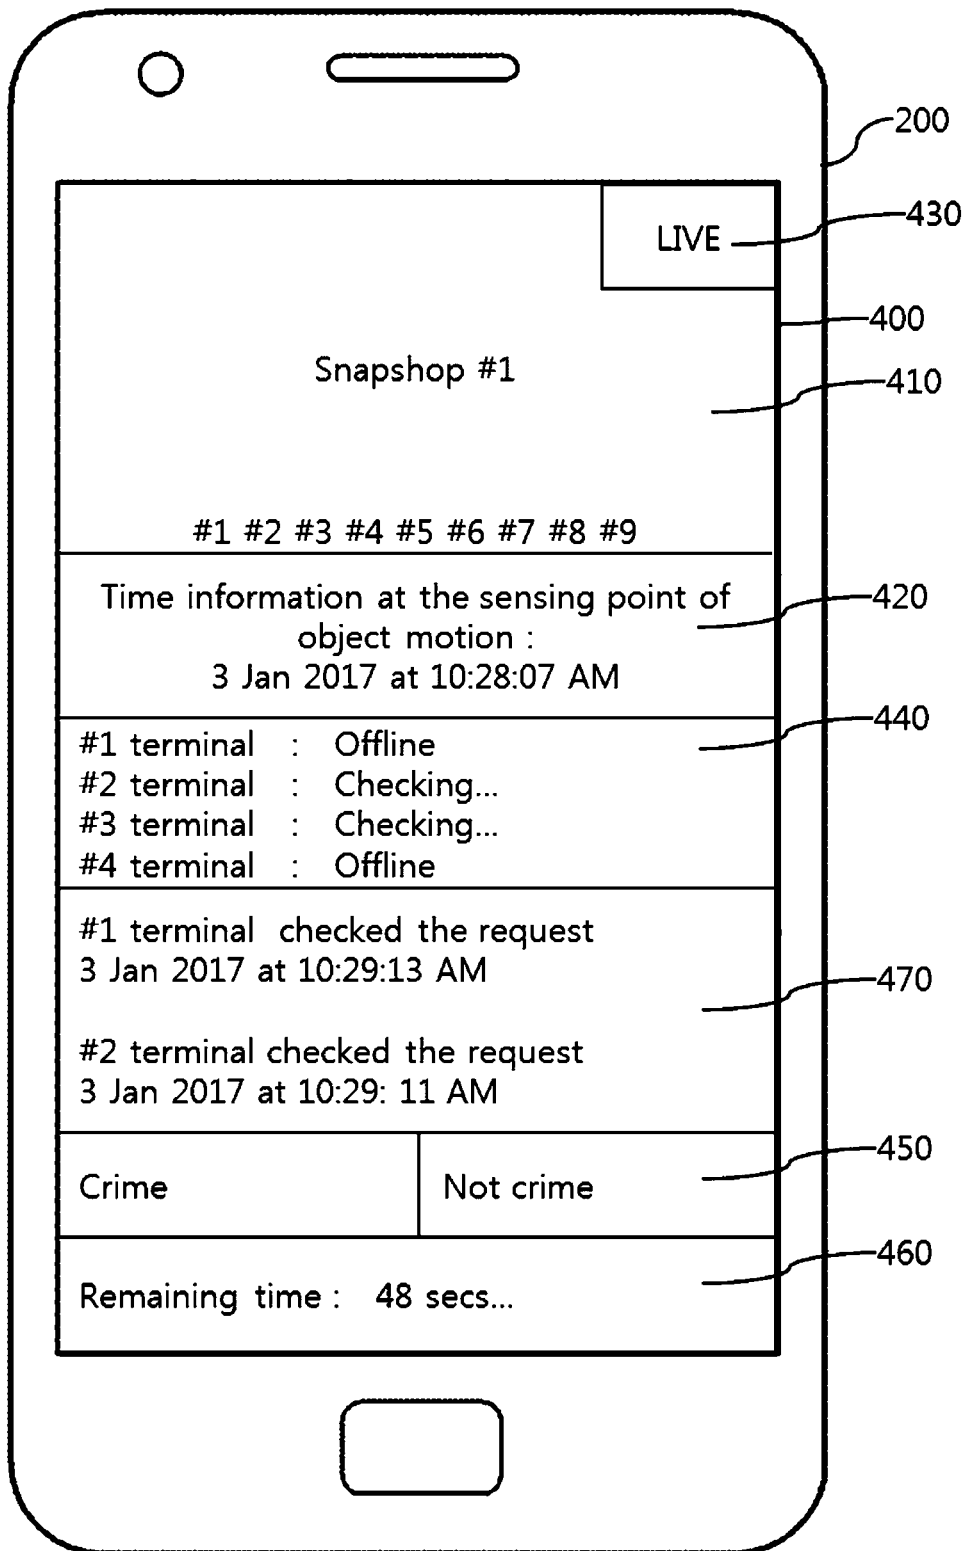 200
LIVE
430
400
Snapshop #1
410
#1 #2 #3 #4 #5 #6 #7 #8 #9
Time information at the sensing point of
object motion :
3 Jan 2017 at 10:28:07 AM
420
#1 terminal : Offline
440
#2 terminal : Checking...
#3 terminal : Checking...
#4 terminal : Offline
#1 terminal checked the request
3 Jan 2017 at 10:29:13 AM
470
#2 terminal checked the request
3 Jan 2017 at 10:29: 11 AM
Crime
Not crime
450
Remaining time : 48 secs...
460